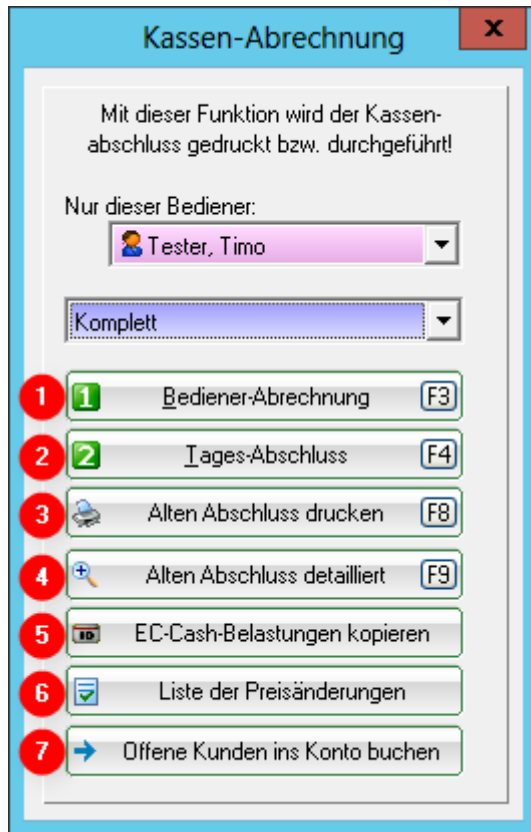 Kassen-Abrechnung x
Mit dieser Funktion wird der Kassen-
abschluss gedruckt bzw. durchgeführt!
Nur dieser Bediener:
Tester, Timo
Komplett
1 1 Bediener-Abrechnung F3
2 2 Tages-Abschluss F4
3 Alten Abschluss drucken F8
4 Alten Abschluss detailliert F9
5 ID EC-Cash-Belastungen kopieren
6 Liste der Preisänderungen
7 Offene Kunden ins Konto buchen